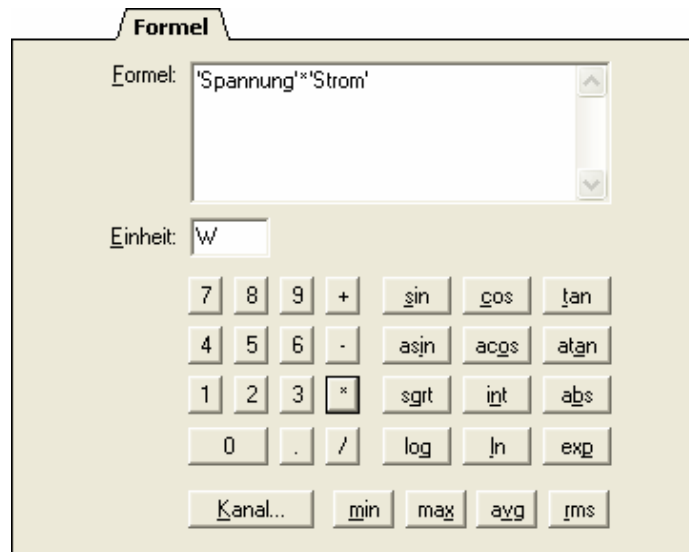 Formel
Formel: 'Spannung'*'Strom'
Einheit: W
7 8 9 + sin cos tan
4 5 6 - asin acos atan
1 2 3 * sgrt int abs
0 . / log ln exp
Kanal... min max avg rms